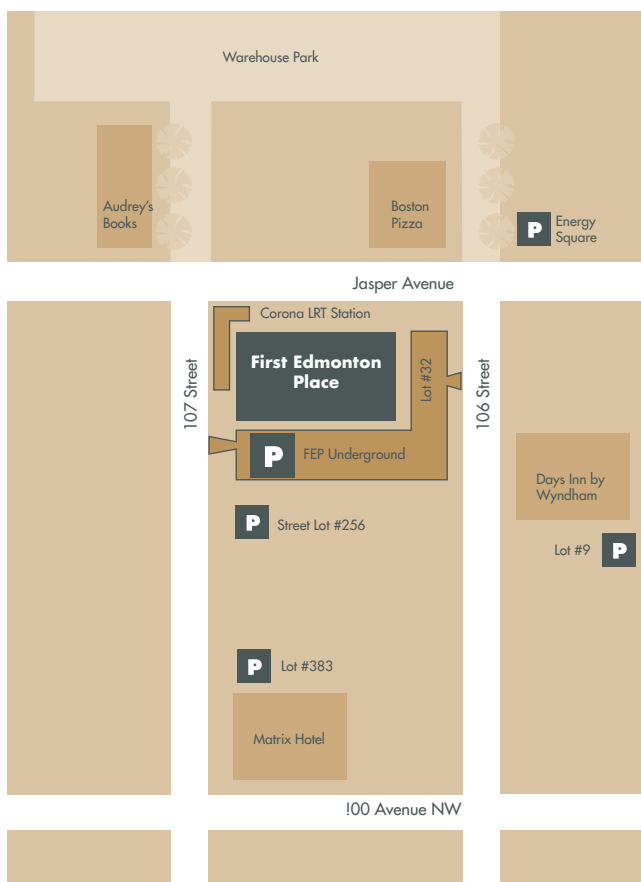 Warehouse Park
Audrey's
Books
Boston
Pizza
P
Energy
Square
Jasper Avenue
Corona LRT Station
First Edmonton
Place
Lot #32
107 Street
106 Street
P
FEP Underground
Days Inn by
Wyndham
P
Street Lot #256
Lot #9
P
P
Lot #383
Matrix Hotel
!00 Avenue NW